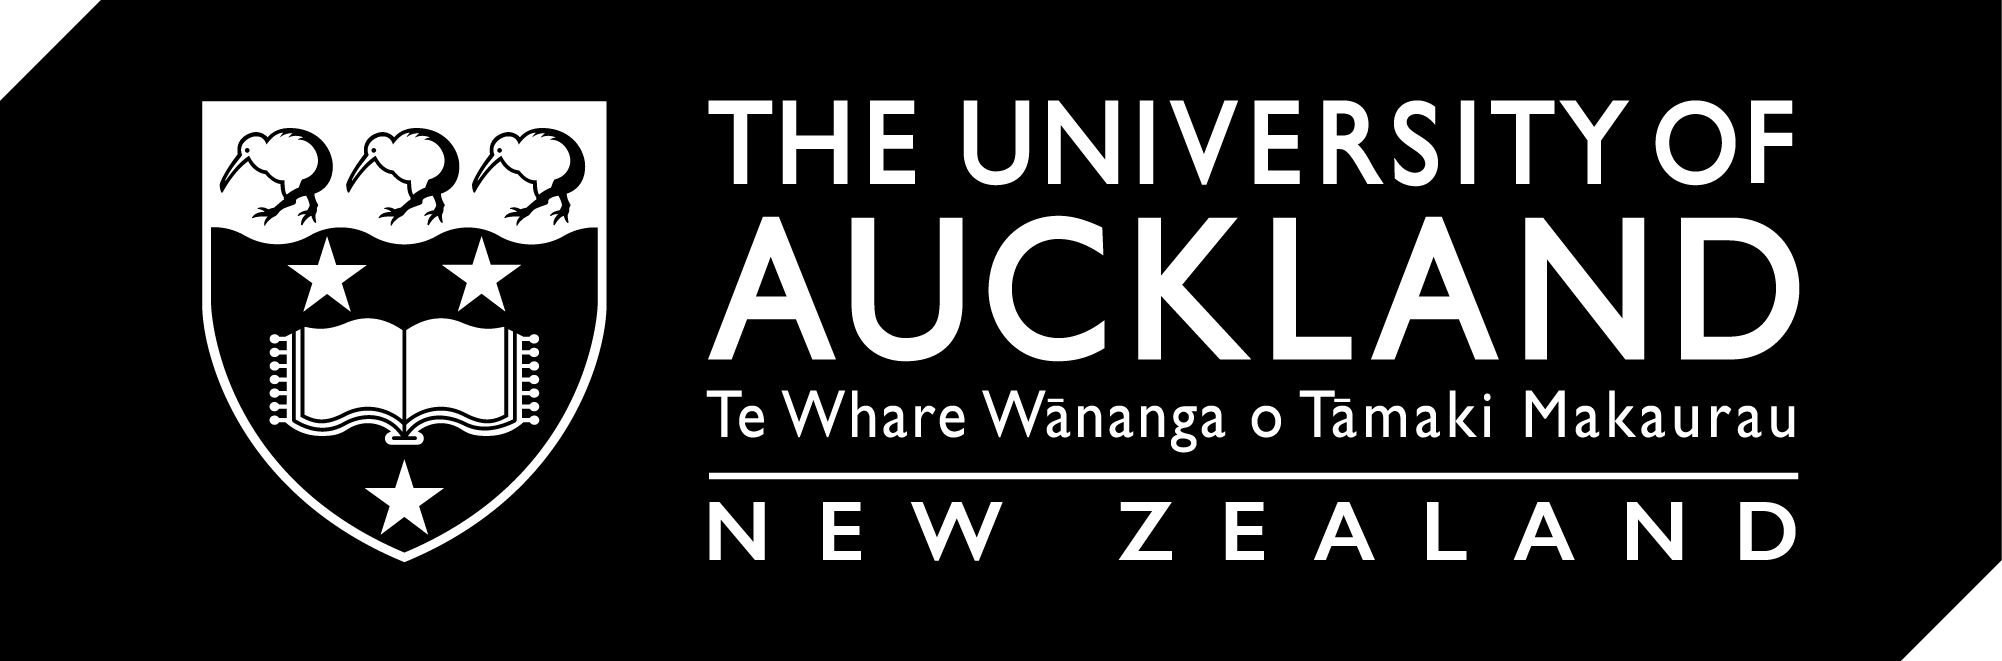 THE UNIVERSITY OF
AUCKLAND
Te Whare Wānanga o Tāmaki Makaurau
NEW ZEALAND